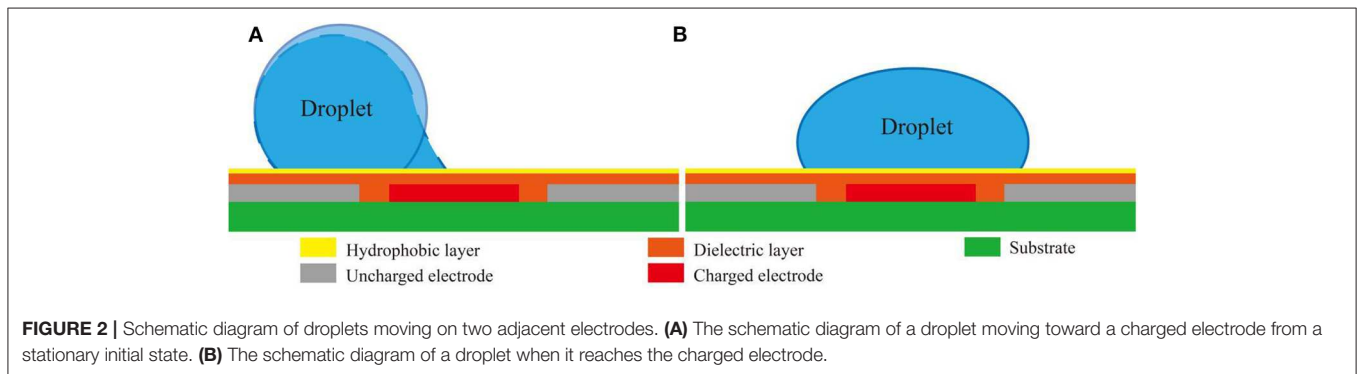 A
B
Droplet
Droplet
Hydrophobic layer
Dielectric layer
Substrate
Uncharged electrode
Charged electrode
FIGURE 2 | Schematic diagram of droplets moving on two adjacent electrodes. (A) The schematic diagram of a droplet moving toward a charged electrode from a
stationary initial state. (B) The schematic diagram of a droplet when it reaches the charged electrode.